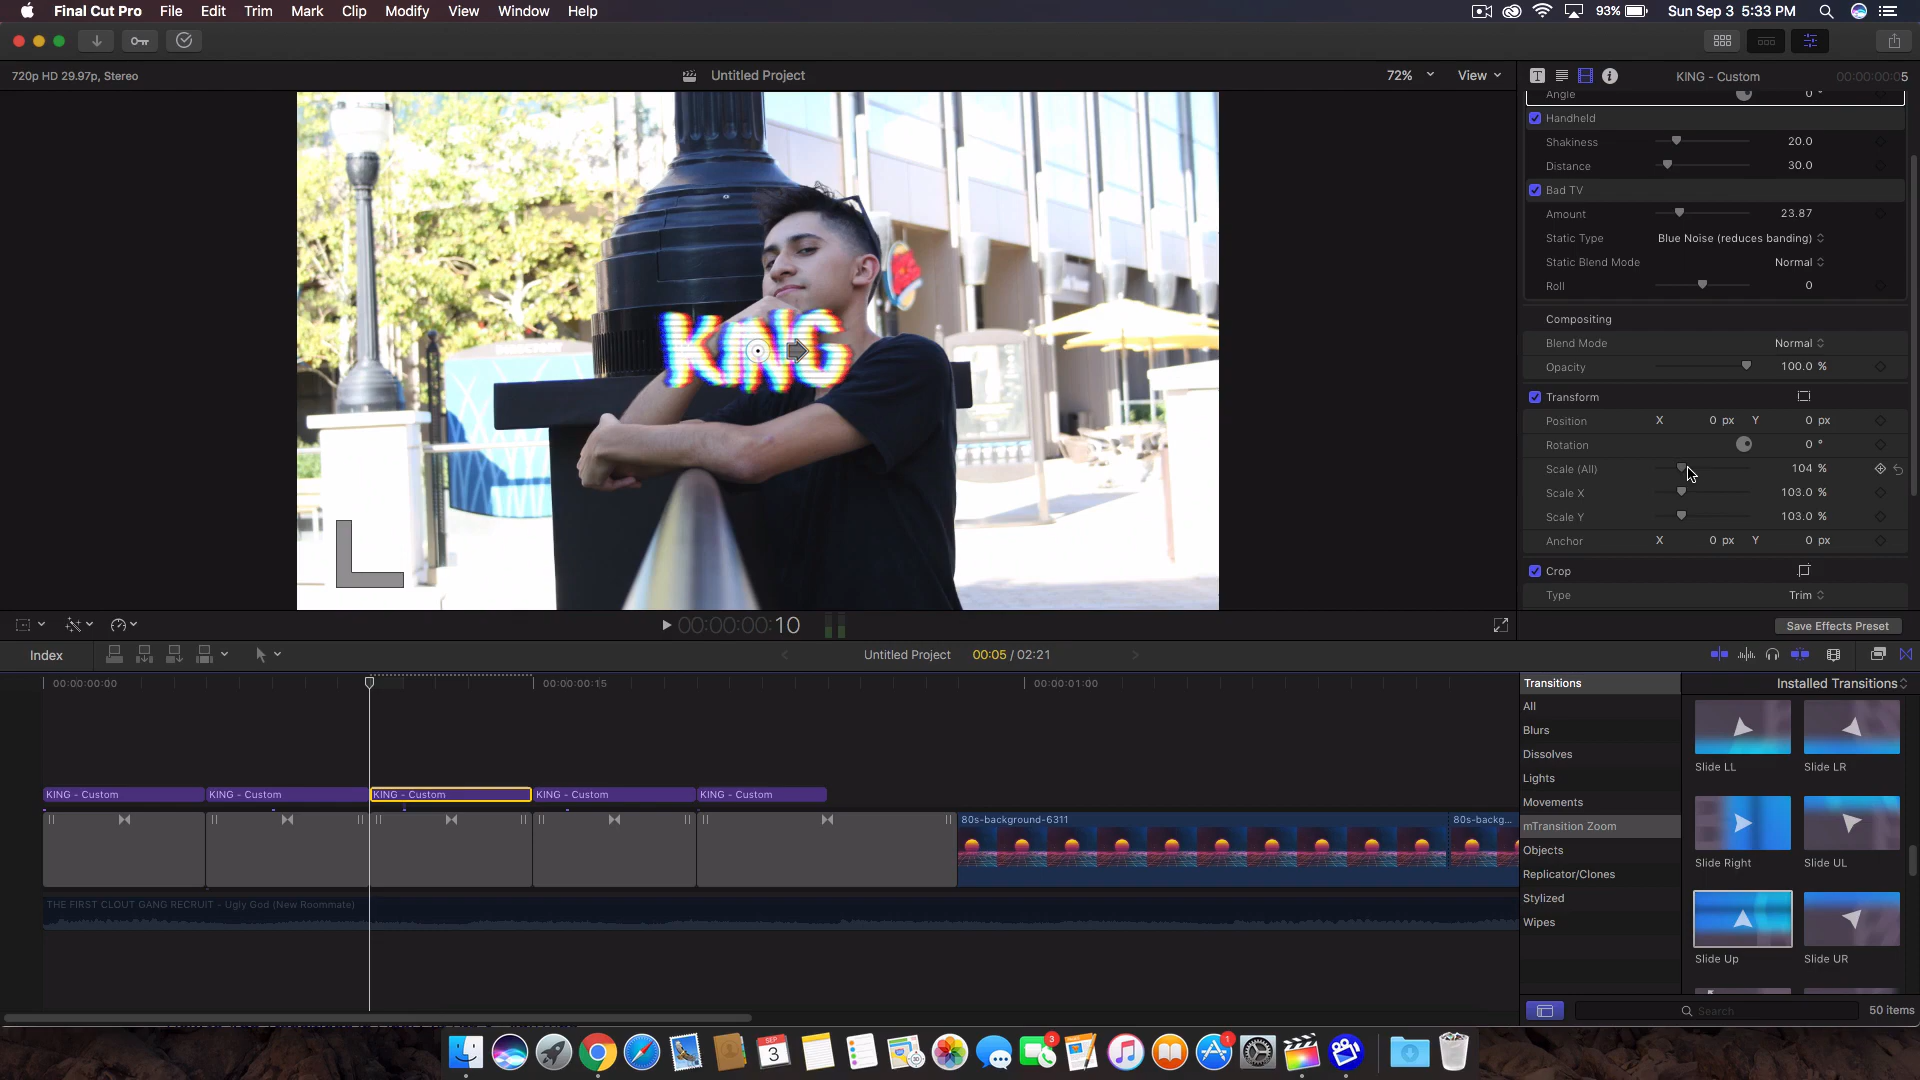 Final Cut Pro File Edit Trim Mark Clip Modify View Window Help 93% Sun Sep 3 5:33 PM
720p HD 29.97p, Stereo Untitled Project 72% View KING - Custom 00:00:00:05
Angle 0 °
Handheld
Shakiness 20.0
Distance 30.0
Bad TV
Amount 23.87
Static Type Blue Noise (reduces banding)
Static Blend Mode Normal
Roll 0
Compositing
Blend Mode Normal
Opacity 100.0 %
Transform
Position X 0 px Y 0 px
Rotation 0 °
Scale (All) 104 %
Scale X 103.0 %
Scale Y 103.0 %
Anchor X 0 px Y 0 px
Crop
Type Trim
Save Effects Preset
KING
00:00:00:10
Index Untitled Project 00:05 / 02:21
00:00:00:00 00:00:00:15 00:00:01:00
KING - Custom KING - Custom KING - Custom KING - Custom KING - Custom
80s-background-6311 80s-backg...
THE FIRST CLOUT GANG RECRUIT - Ugly God (New Roommate)
Transitions Installed Transitions
All
Blurs
Dissolves
Lights
Movements
mTransition Zoom
Objects
Replicator/Clones
Stylized
Wipes
Slide LL Slide LR
Slide Right Slide UL
Slide Up Slide UR
Search 50 items
SEP
3
3
1